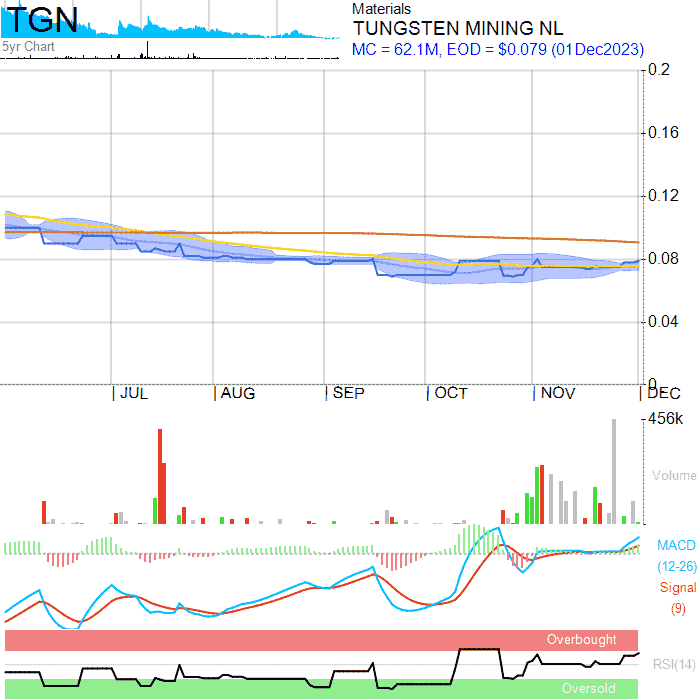 TGN
5yr Chart
Materials
TUNGSTEN MINING NL
MC = 62.1M, EOD = $0.079 (01Dec2023)
0.2
0.16
0.12
0.08
0.04
0
JUL AUG SEP OCT NOV DEC
456k
Volume
MACD
(12-26)
Signal
(9)
Overbought
RSI(14)
Oversold